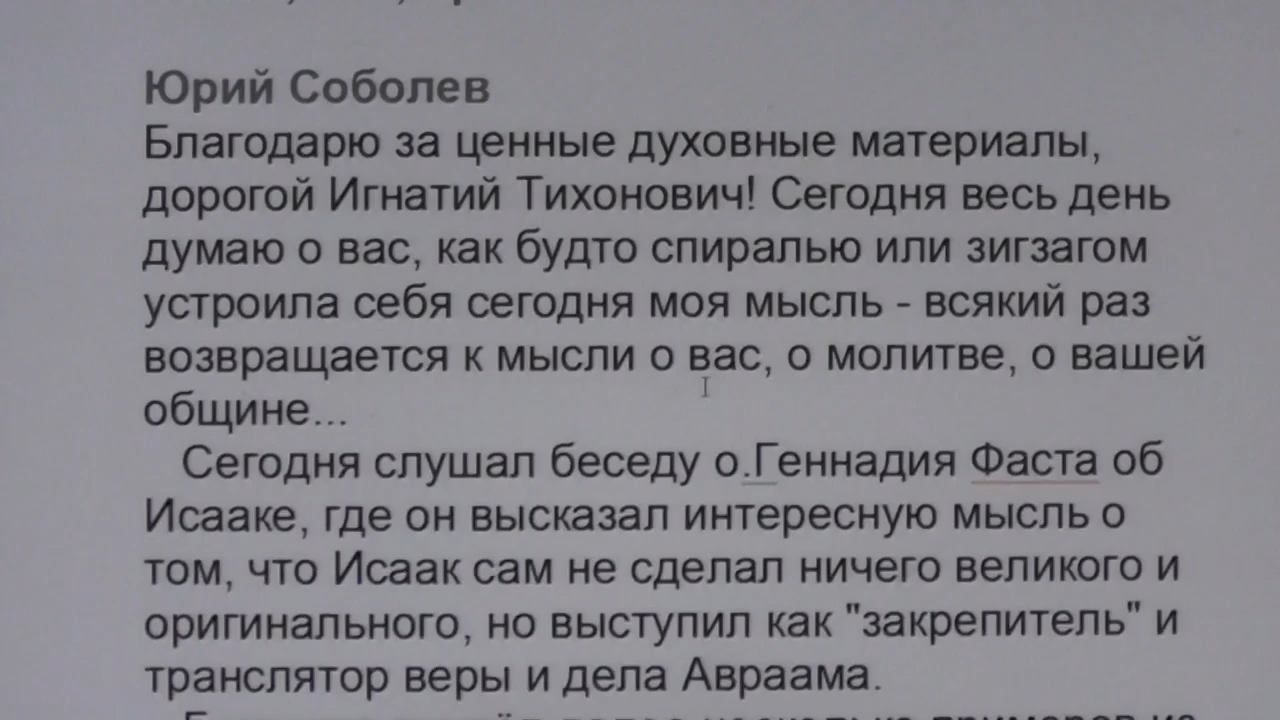 Юрий Соболев
Благодарю за ценные духовные материалы,
дорогой Игнатий Тихонович! Сегодня весь день
думаю о вас, как будто спиралью или зигзагом
устроила себя сегодня моя мысль - всякий раз
возвращается к мысли о вас, о молитве, о вашей
общине...
Сегодня слушал беседу о.Геннадия Фаста об
Исааке, где он высказал интересную мысль о
том, что Исаак сам не сделал ничего великого и
оригинального, но выступил как "закрепитель" и
транслятор веры и дела Авраама.